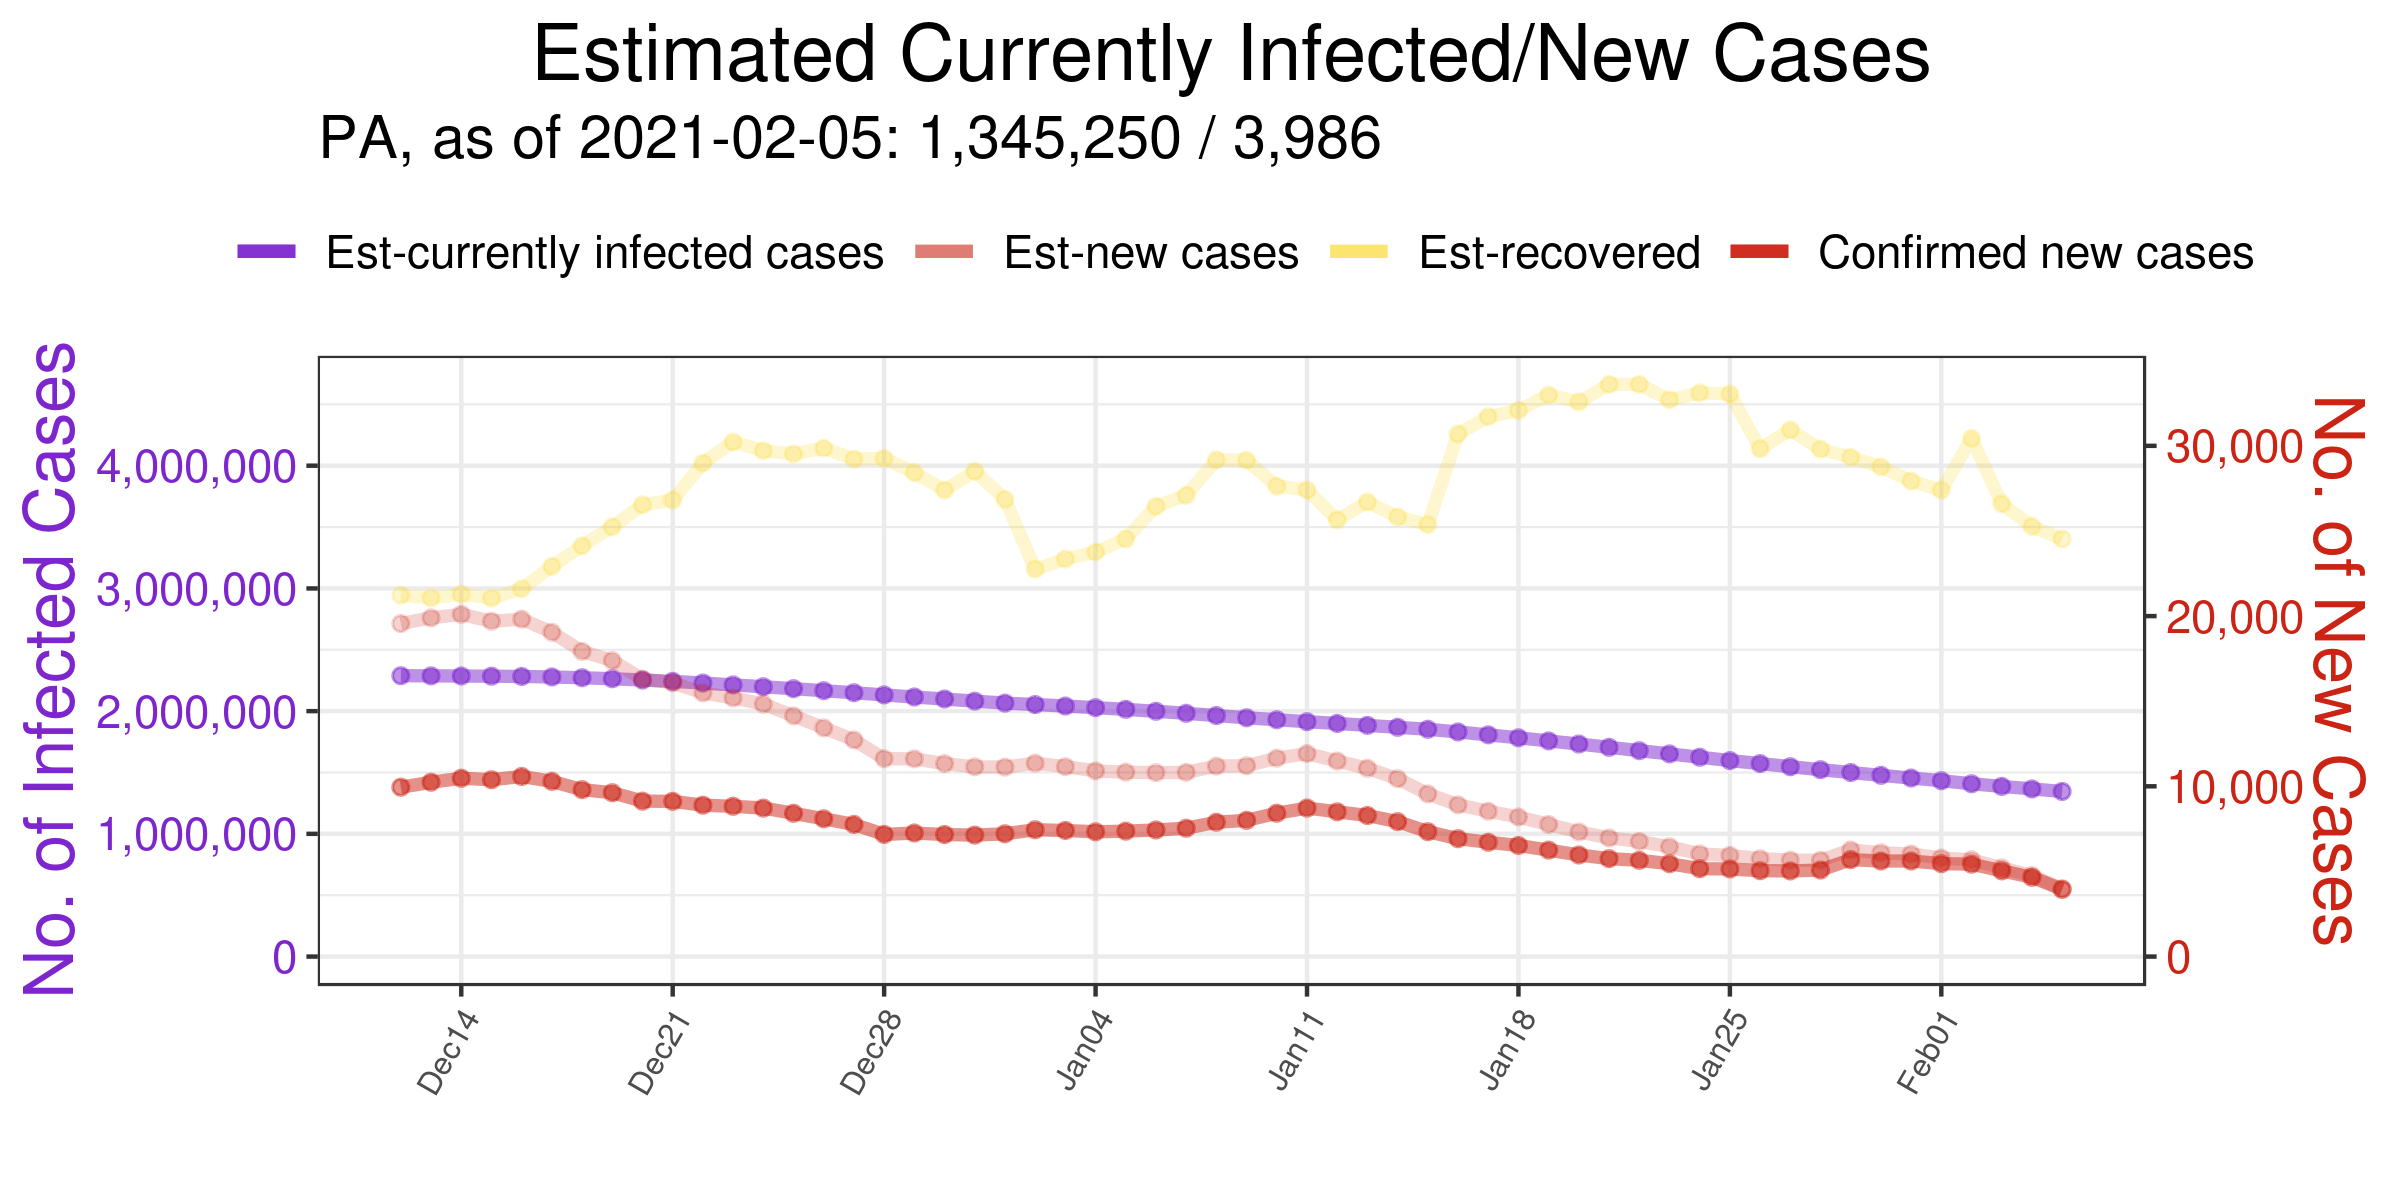 Estimated Currently Infected/New Cases
PA, as of 2021-02-05: 1,345,250 / 3,986
Est-currently infected cases Est-new cases Est-recovered Confirmed new cases
No. of Infected Cases
4,000,000
3,000,000
2,000,000
1,000,000
0
30,000
20,000
10,000
0
No. of New Cases
Dec14 Dec21 Dec28 Jan04 Jan11 Jan18 Jan25 Feb01